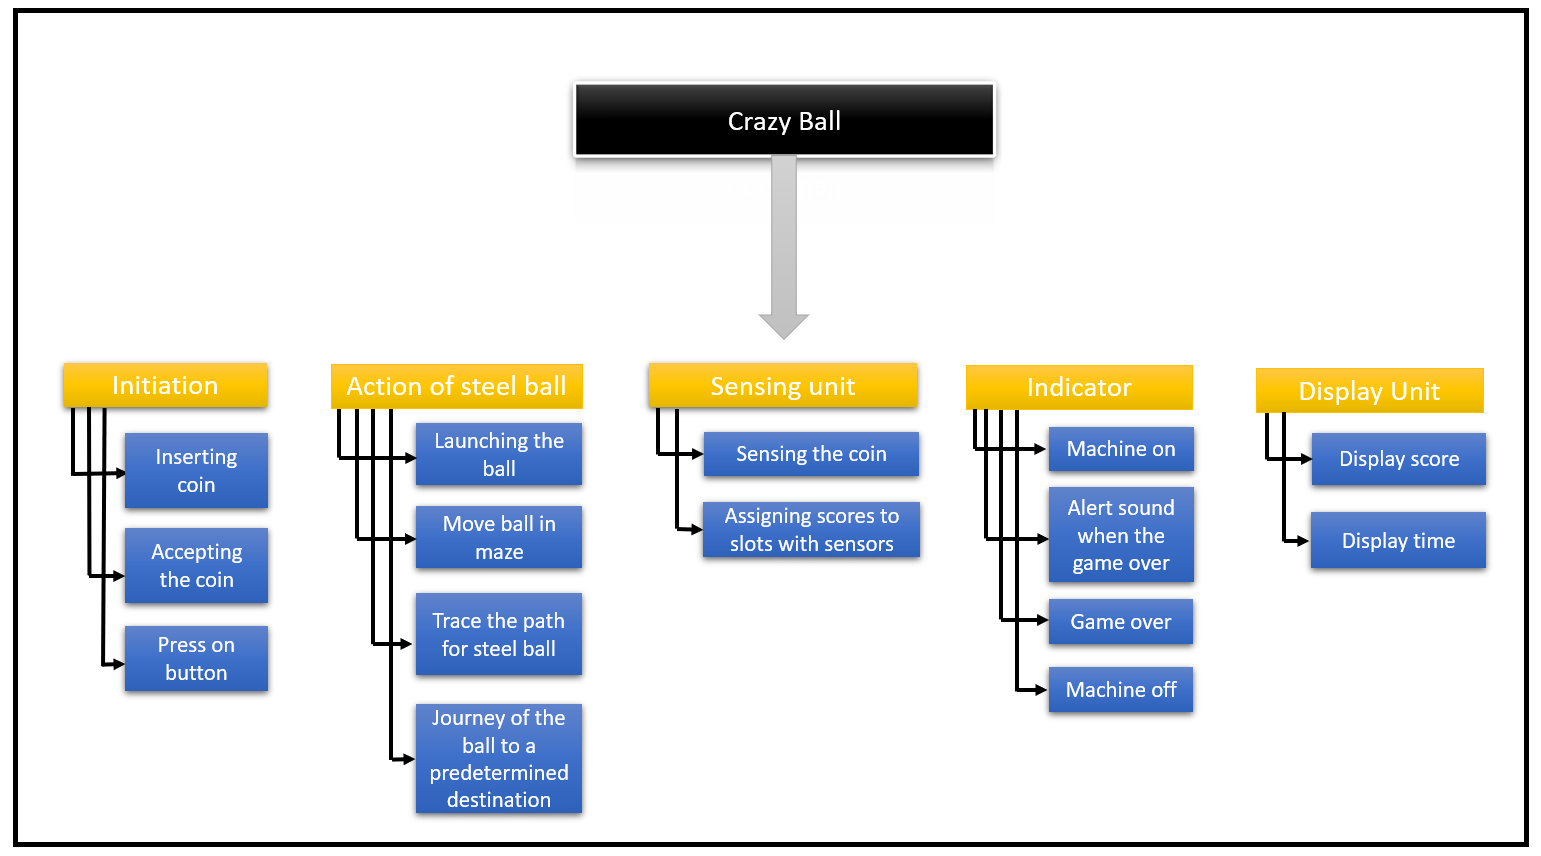 Crazy Ball
Initiation
Inserting
coin
Accepting
the coin
Press on
button
Action of steel ball
Launching the
ball
Move ball in
maze
Trace the path
for steel ball
Journey of the
ball to a
predetermined
destination
Sensing unit
Sensing the coin
Assigning scores to
slots with sensors
Indicator
Machine on
Alert sound
when the
game over
Game over
Machine off
Display Unit
Display score
Display time